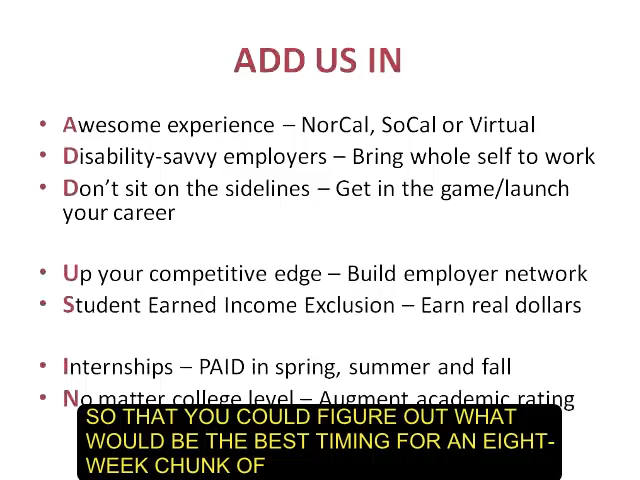 ADD US IN
• Awesome experience – NorCal, SoCal or Virtual
• Disability-savvy employers – Bring whole self to work
• Don't sit on the sidelines – Get in the game/launch
your career
• Up your competitive edge – Build employer network
• Student Earned Income Exclusion – Earn real dollars
• Internships – PAID in spring, summer and fall
• No matter college level – Augment academic rating
SO THAT YOU COULD FIGURE OUT WHAT
WOULD BE THE BEST TIMING FOR AN EIGHT-
WEEK CHUNK OF